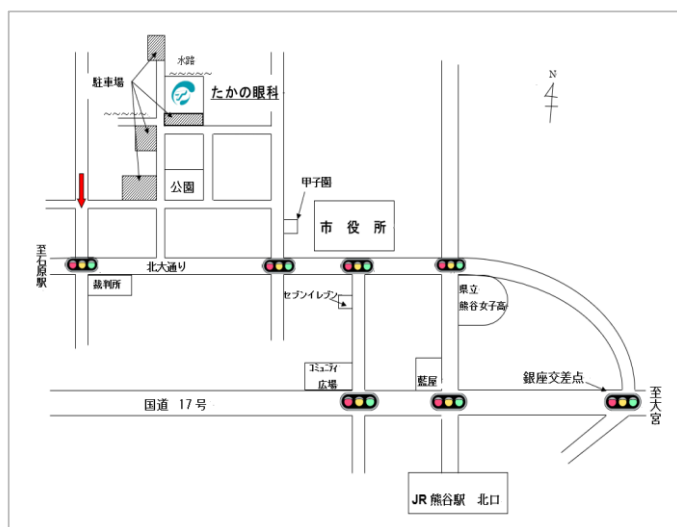 水路
駐車場
たかの眼科
N
公園
甲子園
市役所
至石原駅
北大通り
裁判所
セブンイレブン
県立
熊谷女子高
コミュニティ
広場
藍屋
銀座交差点
至大宮
国道 17号
JR 熊谷駅 北口